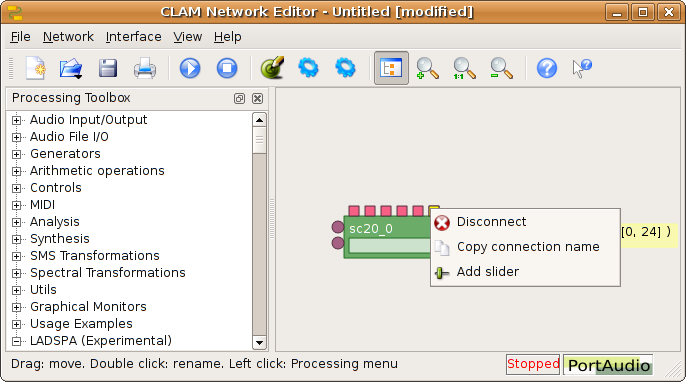 CLAM Network Editor - Untitled [modified]
File Network Interface View Help
Processing Toolbox
Audio Input/Output
Audio File I/O
Generators
Arithmetic operations
Controls
MIDI
Analysis
Synthesis
SMS Transformations
Spectral Transformations
Utils
Graphical Monitors
Usage Examples
LADSPA (Experimental)
1:1
sc20_0
Disconnect
Copy connection name
Add slider
[0, 24] )
Drag: move. Double click: rename. Left click: Processing menu
Stopped
PortAudio